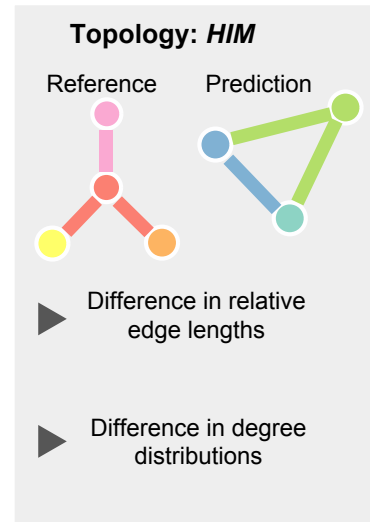 Topology: HIM
Reference Prediction
Difference in relative
edge lengths
Difference in degree
distributions